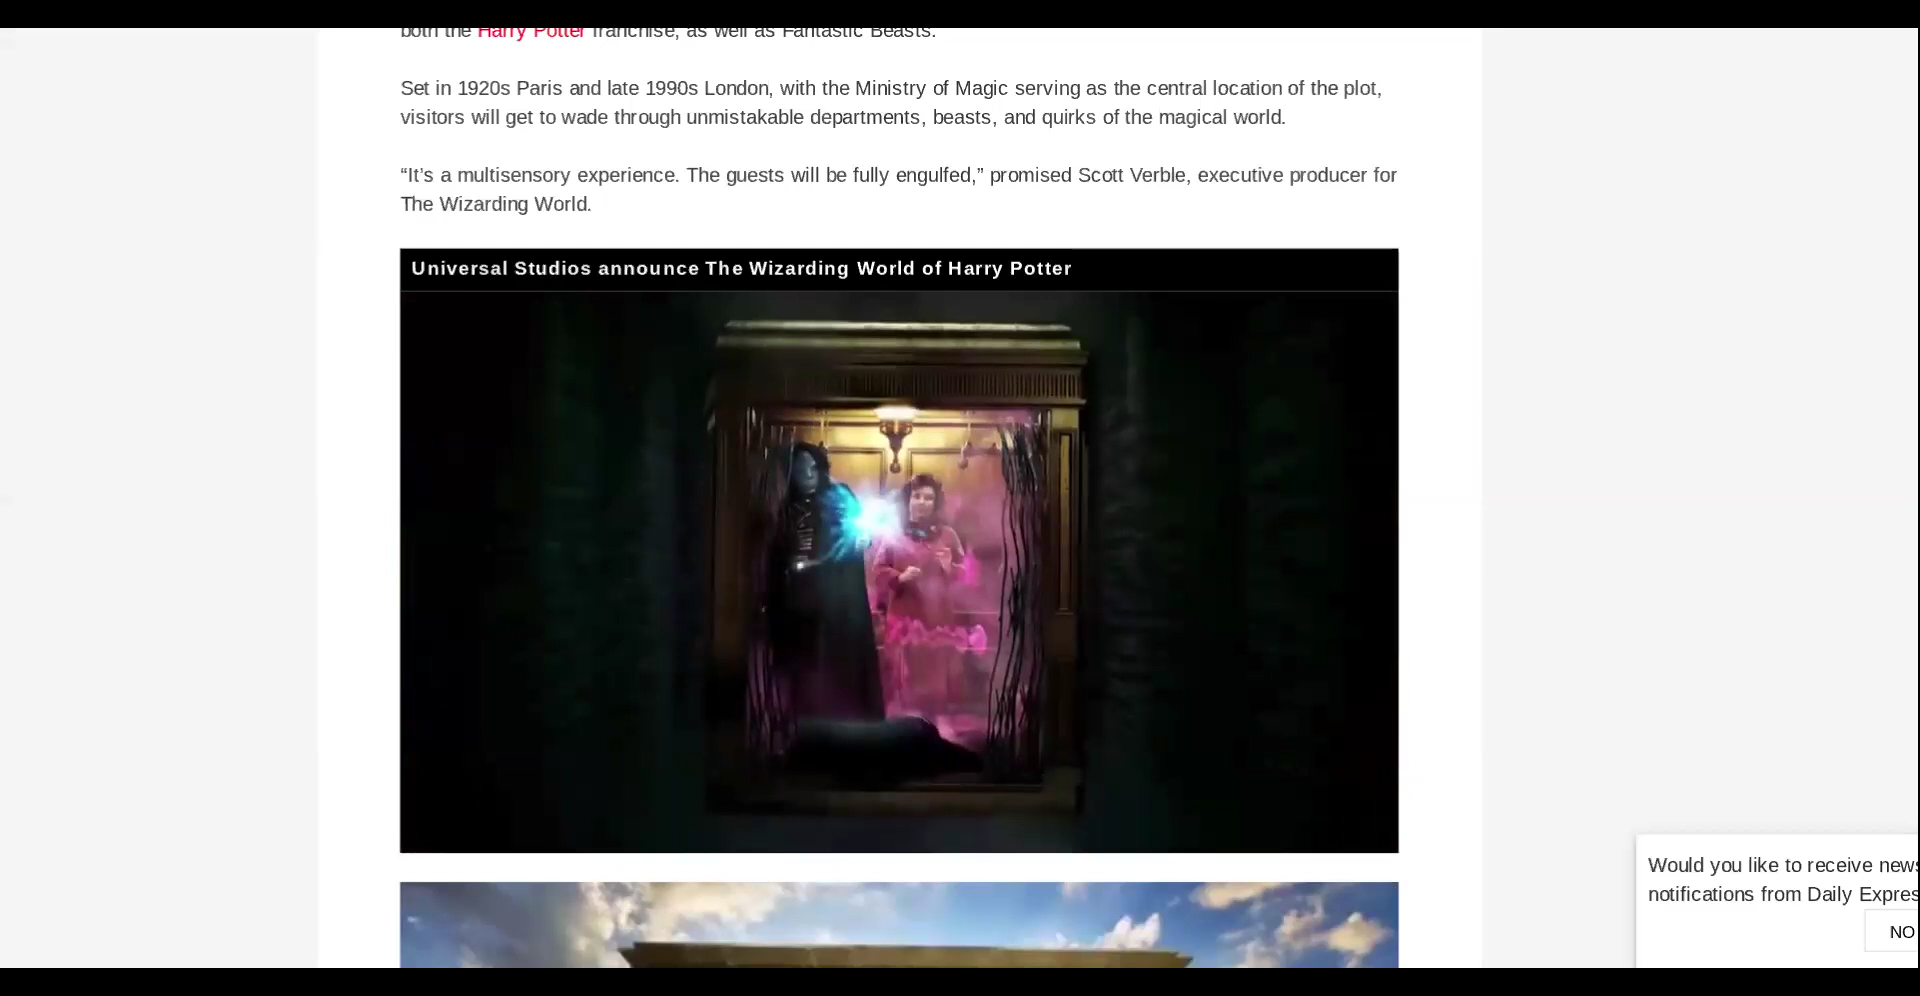 both the Harry Potter franchise, as well as Fantastic Beasts.
Set in 1920s Paris and late 1990s London, with the Ministry of Magic serving as the central location of the plot,
visitors will get to wade through unmistakable departments, beasts, and quirks of the magical world.
“It’s a multisensory experience. The guests will be fully engulfed,” promised Scott Verble, executive producer for
The Wizarding World.
Universal Studios announce The Wizarding World of Harry Potter
Would you like to receive news
notifications from Daily Expres
NO